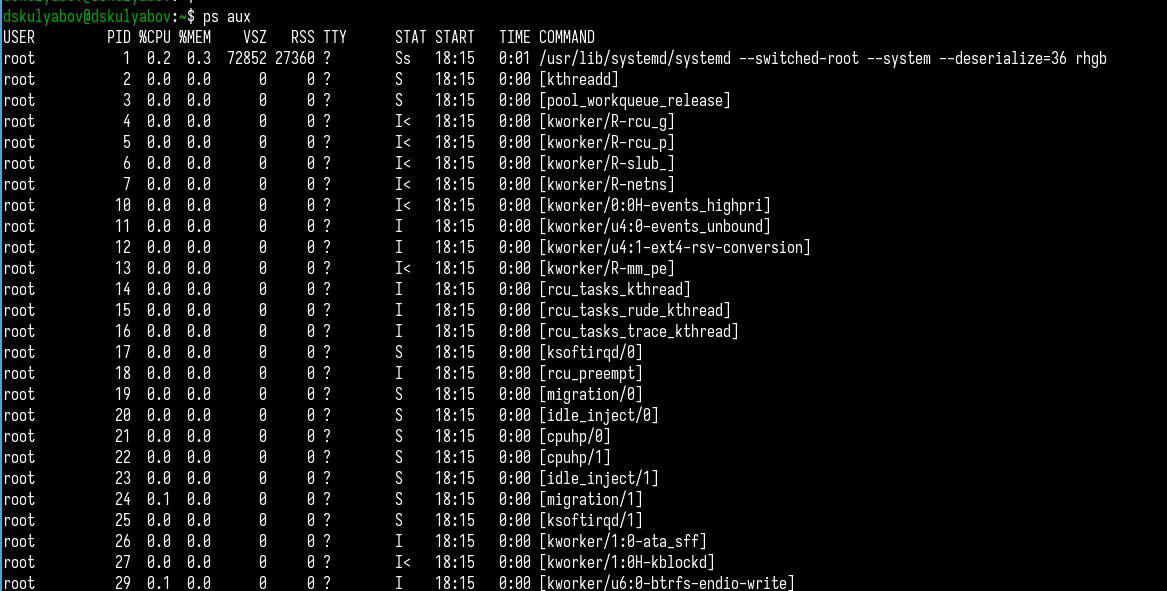 dskulyabov@dskulyabov:~$ ps aux
USER         PID %CPU %MEM    VSZ   RSS TTY      STAT START   TIME COMMAND
root           1  0.2  0.3  72852 27360 ?        Ss   18:15   0:01 /usr/lib/systemd/systemd --switched-root --system --deserialize=36 rhgb
root           2  0.0  0.0      0     0 ?        S    18:15   0:00 [kthreadd]
root           3  0.0  0.0      0     0 ?        S    18:15   0:00 [pool_workqueue_release]
root           4  0.0  0.0      0     0 ?        I<   18:15   0:00 [kworker/R-rcu_g]
root           5  0.0  0.0      0     0 ?        I<   18:15   0:00 [kworker/R-rcu_p]
root           6  0.0  0.0      0     0 ?        I<   18:15   0:00 [kworker/R-slub_]
root           7  0.0  0.0      0     0 ?        I<   18:15   0:00 [kworker/R-netns]
root          10  0.0  0.0      0     0 ?        I<   18:15   0:00 [kworker/0:0H-events_highpri]
root          11  0.0  0.0      0     0 ?        I    18:15   0:00 [kworker/u4:0-events_unbound]
root          12  0.0  0.0      0     0 ?        I    18:15   0:00 [kworker/u4:1-ext4-rsv-conversion]
root          13  0.0  0.0      0     0 ?        I<   18:15   0:00 [kworker/R-mm_pe]
root          14  0.0  0.0      0     0 ?        I    18:15   0:00 [rcu_tasks_kthread]
root          15  0.0  0.0      0     0 ?        I    18:15   0:00 [rcu_tasks_rude_kthread]
root          16  0.0  0.0      0     0 ?        I    18:15   0:00 [rcu_tasks_trace_kthread]
root          17  0.0  0.0      0     0 ?        S    18:15   0:00 [ksoftirqd/0]
root          18  0.0  0.0      0     0 ?        I    18:15   0:00 [rcu_preempt]
root          19  0.0  0.0      0     0 ?        S    18:15   0:00 [migration/0]
root          20  0.0  0.0      0     0 ?        S    18:15   0:00 [idle_inject/0]
root          21  0.0  0.0      0     0 ?        S    18:15   0:00 [cpuhp/0]
root          22  0.0  0.0      0     0 ?        S    18:15   0:00 [cpuhp/1]
root          23  0.0  0.0      0     0 ?        S    18:15   0:00 [idle_inject/1]
root          24  0.1  0.0      0     0 ?        S    18:15   0:00 [migration/1]
root          25  0.0  0.0      0     0 ?        S    18:15   0:00 [ksoftirqd/1]
root          26  0.0  0.0      0     0 ?        I    18:15   0:00 [kworker/1:0-ata_sff]
root          27  0.0  0.0      0     0 ?        I<   18:15   0:00 [kworker/1:0H-kblockd]
root          29  0.1  0.0      0     0 ?        I    18:15   0:00 [kworker/u6:0-btrfs-endio-write]